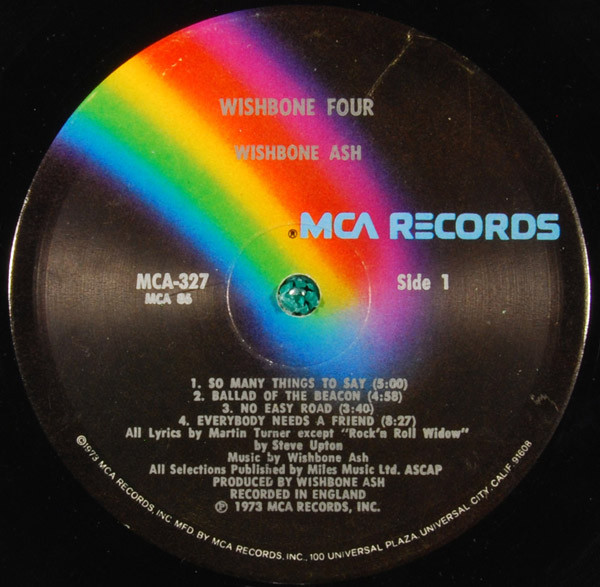 WISHBONE FOUR
WISHBONE ASH
®MCA RECORDS
MCA-327 Side 1
MCA 86
1. SO MANY THINGS TO SAY (5:00)
2. BALLAD OF THE BEACON (4:58)
3. NO EASY ROAD (3:40)
4. EVERYBODY NEEDS A FRIEND (8:27)
All Lyrics by Martin Turner except "Rock'n Roll Widow"
by Steve Upton
Music by Wishbone Ash
All Selections Published by Miles Music Ltd. ASCAP
PRODUCED BY WISHBONE ASH
RECORDED IN ENGLAND
℗ 1973 MCA RECORDS, INC.
©1973 MCA RECORDS, INC MFD. BY MCA RECORDS, INC., 100 UNIVERSAL PLAZA, UNIVERSAL CITY, CALIF. 91608